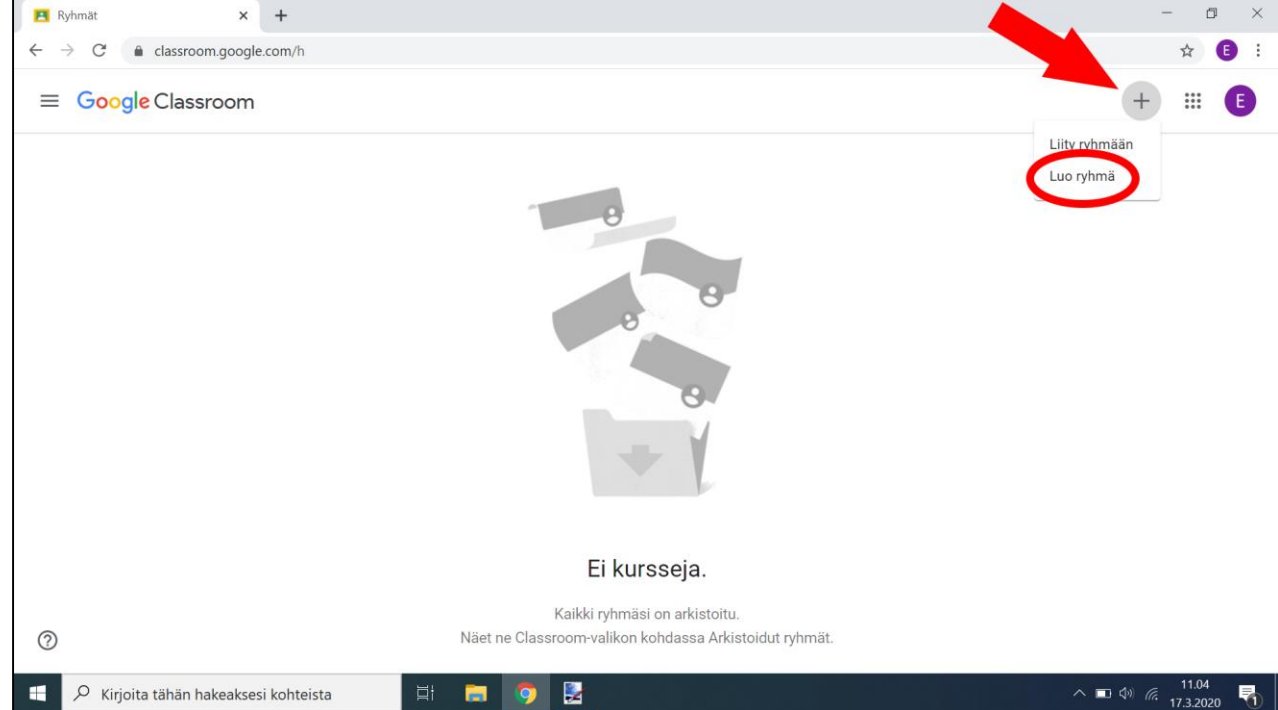 Ryhmät
classroom.google.com/h
E
Google Classroom
E
Liity ryhmään
Luo ryhmä
Ei kursseja.
Kaikki ryhmäsi on arkistoitu.
Näet ne Classroom-valikon kohdassa Arkistoidut ryhmät.
Kirjoita tähän hakeaksesi kohteista
11.04
17.3.2020
1